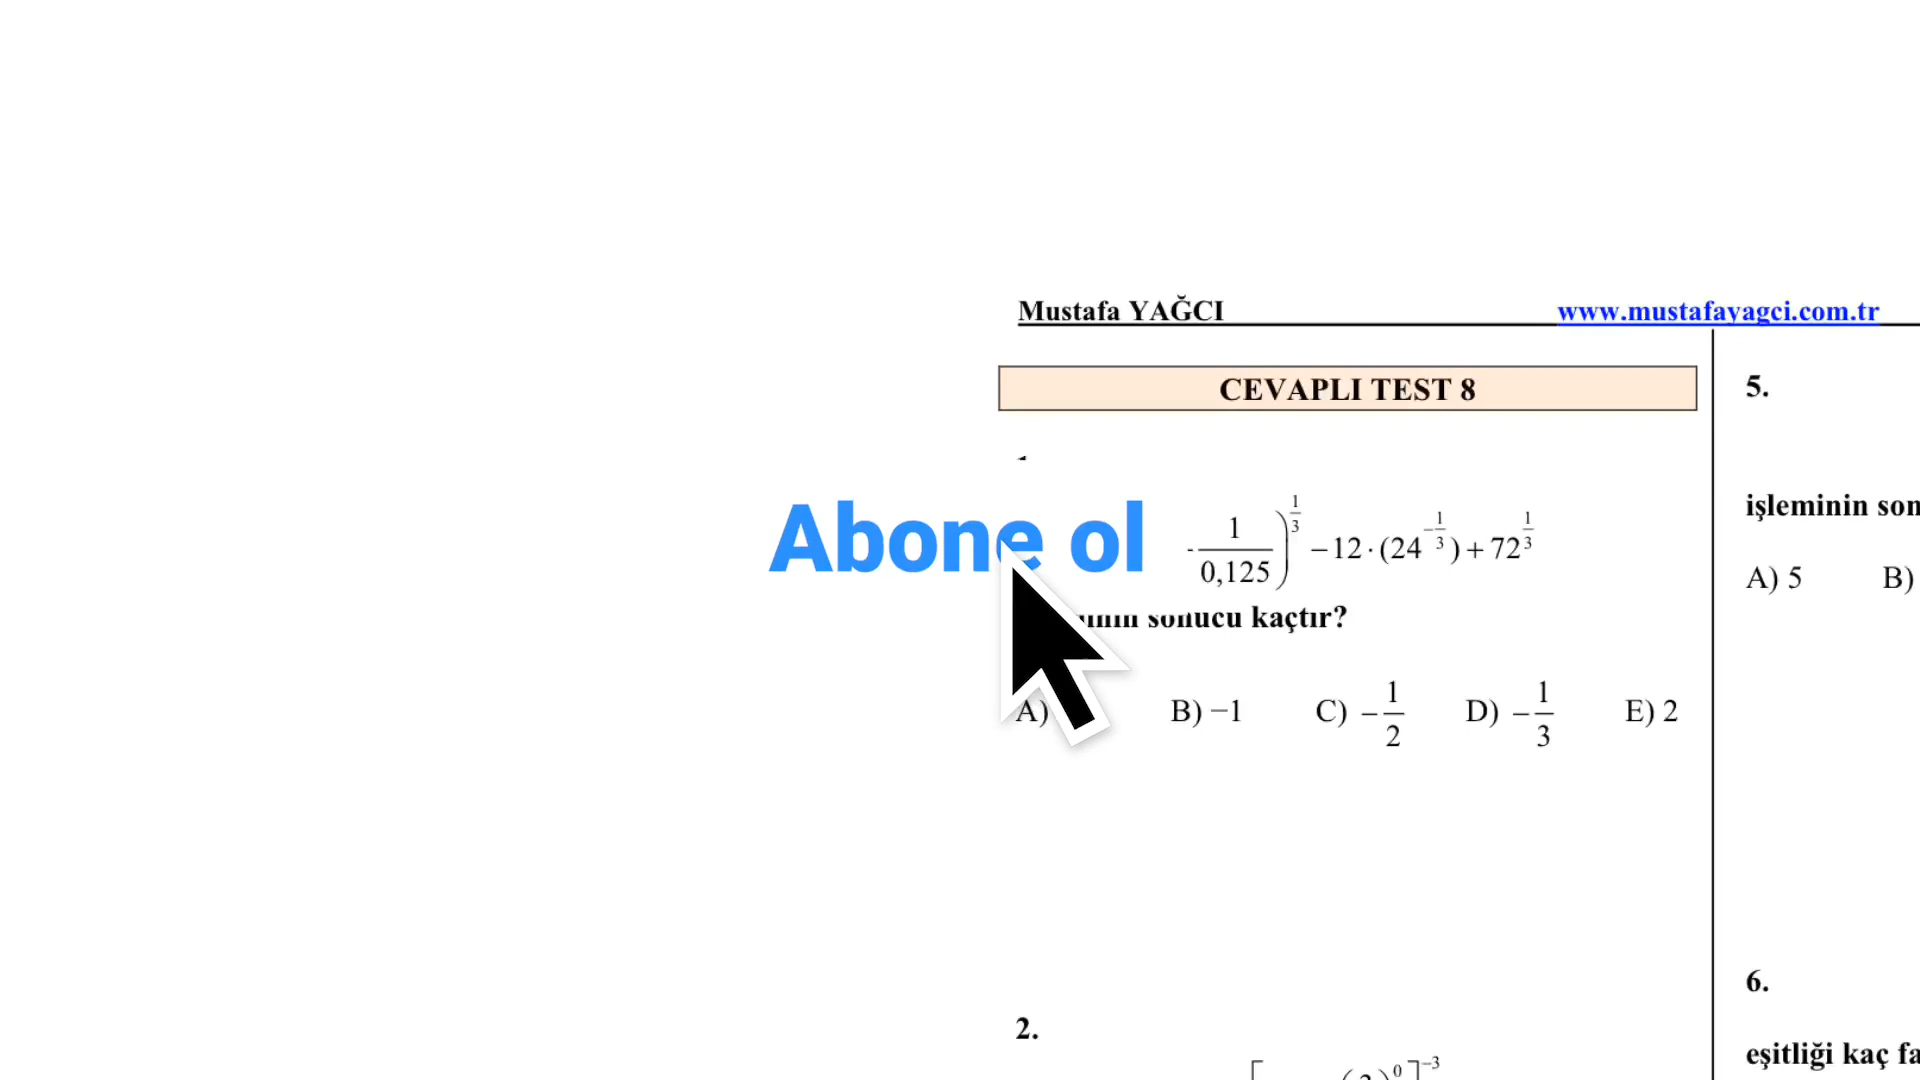 Mustafa YAĞCI www.mustafayagci.com.tr
CEVAPLI TEST 8
Abone ol
1/0,125)^(1/3) − 12 · (24^(−1/3)) + 72^(1/3)
sonucu kaçtır?
A) B) −1 C) −1/2 D) −1/3 E) 2
2.
5.
işleminin
A) 5 B)
6.
eşitliği kaç